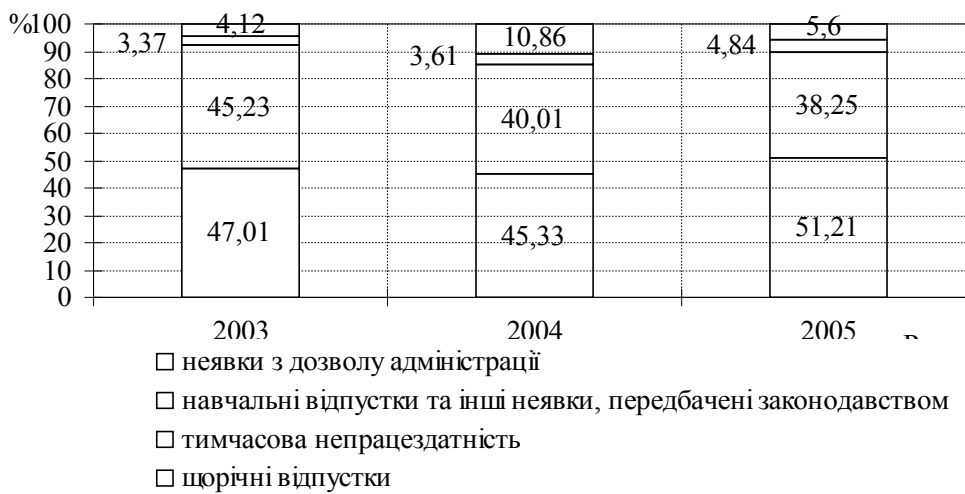 %100 4,12 10,86 5,6
90 3,37 3,61 4,84
80
70 45,23 40,01 38,25
60
50
40
30 47,01 45,33 51,21
20
10
0
2003 2004 2005
неявки з дозволу адміністрації
навчальні відпустки та інші неявки, передбачені законодавством
тимчасова непрацездатність
щорічні відпустки